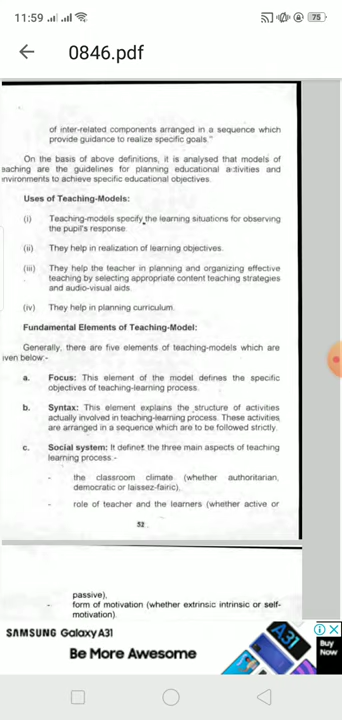 11:59
75
0846.pdf
of inter-related components arranged in a sequence which
provide guidance to realize specific goals."
On the basis of above definitions, it is analysed that models of
eaching are the guidelines for planning educational activities and
nvironments to achieve specific educational objectives.
Uses of Teaching-Models:
(i) Teaching-models specify the learning situations for observing
the pupil's response.
(ii) They help in realization of learning objectives.
(iii) They help the teacher in planning and organizing effective
teaching by selecting appropriate content teaching strategies
and audio-visual aids.
(iv) They help in planning curriculum.
Fundamental Elements of Teaching-Model:
Generally, there are five elements of teaching-models which are
iven below:-
a. Focus: This element of the model defines the specific
objectives of teaching-learning process.
b. Syntax: This element explains the structure of activities
actually involved in teaching-learning process. These activities
are arranged in a sequence which are to be followed strictly.
c. Social system: It defines the three main aspects of teaching
learning process.-
- the classroom climate (whether authoritarian,
democratic or laissez-fairic).
- role of teacher and the learners (whether active or
52
passive),
- form of motivation (whether extrinsic intrinsic or self-
motivation).
SAMSUNG Galaxy A31
Be More Awesome
A31
Buy
Now